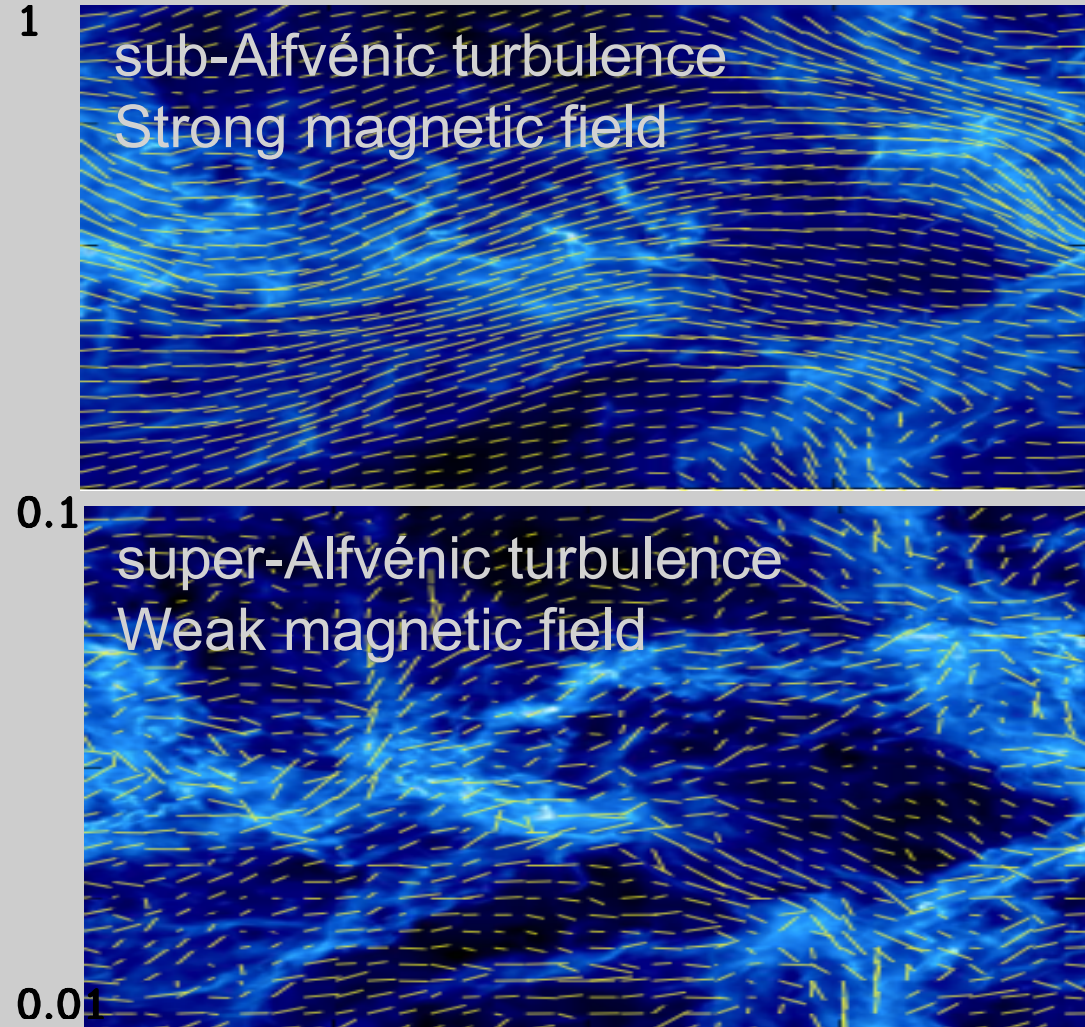 1
sub-Alfvénic turbulence
Strong magnetic field
0.1
super-Alfvénic turbulence
Weak magnetic field
0.01